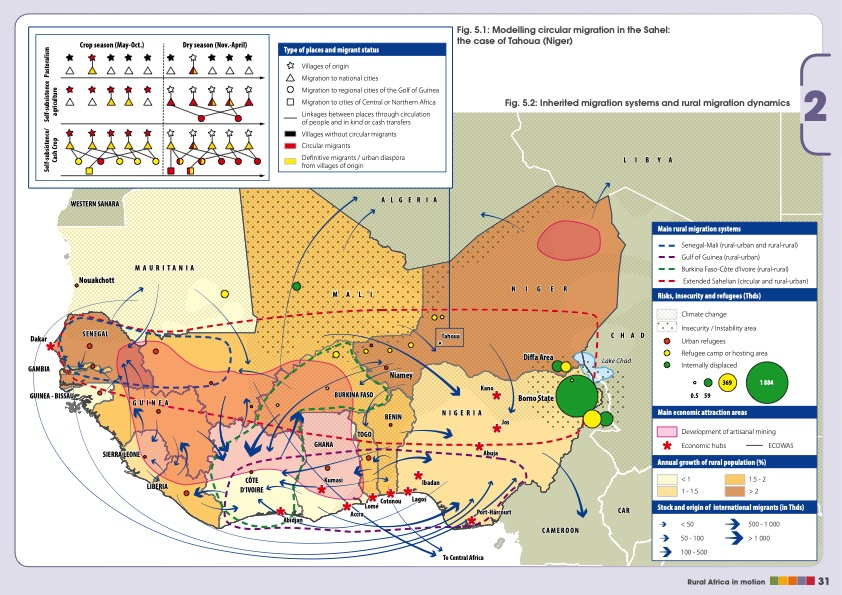 Fig. 5.1: Modelling circular migration in the Sahel:
the case of Tahoua (Niger)
Crop season (May-Oct.)
Dry season (Nov.-April)
Pastoralism
Self-subsistence
agriculture
Self-subsistence/
Cash Crop
Type of places and migrant status
Villages of origin
Migration to national cities
Migration to regional cities of the Gulf of Guinea
Migration to cities of Central or Northern Africa
Linkages between places through circulation
of people and in kind or cash transfers
Villages without circular migrants
Circular migrants
Definitive migrants / urban diaspora
from villages of origin
2
Fig. 5.2: Inherited migration systems and rural migration dynamics
LIBYA
ALGERIA
WESTERN SAHARA
MAURITANIA
Nouakchott
MALI
NIGER
CHAD
Tahoua
Dakar
SENEGAL
GAMBIA
GUINEA - BISSAU
GUINEA
SIERRA LEONE
LIBERIA
CÔTE
D'IVOIRE
Abidjan
BURKINA FASO
GHANA
Kumasi
Accra
TOGO
Lomé
BENIN
Cotonou
Niamey
NIGERIA
Kano
Jos
Abuja
Ibadan
Lagos
Port-Harcourt
Diffa Area
Lake Chad
Borno State
CAMEROON
CAR
To Central Africa
Main rural migration systems
Senegal-Mali (rural-urban and rural-rural)
Gulf of Guinea (rural-urban)
Burkina Faso-Côte d'Ivoire (rural-rural)
Extended Sahelian (circular and rural-urban)
Risks, insecurity and refugees (Thds)
Climate change
Insecurity / Instability area
Urban refugees
Refugee camp or hosting area
Internally displaced
0.5 59 369 1 884
Main economic attraction areas
Development of artisanal mining
Economic hubs
ECOWAS
Annual growth of rural population (%)
< 1
1.5 - 2
1 - 1.5
> 2
Stock and origin of international migrants (in Thds)
< 50
500 - 1 000
50 - 100
> 1 000
100 - 500
Rural Africa in motion 31